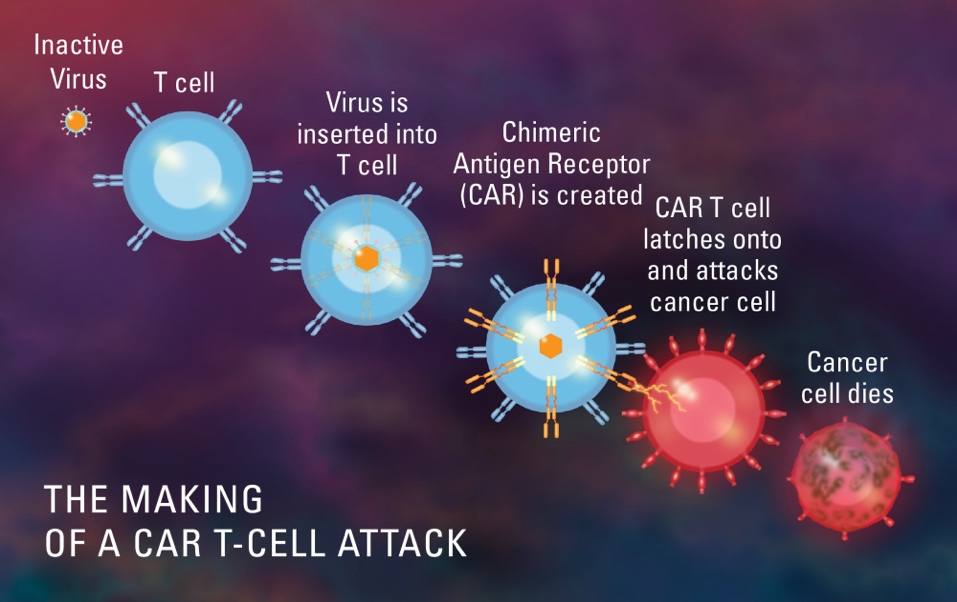 Inactive
Virus
T cell
Virus is
inserted into
T cell
Chimeric
Antigen Receptor
(CAR) is created
CAR T cell
latches onto
and attacks
cancer cell
Cancer
cell dies
THE MAKING
OF A CAR T-CELL ATTACK